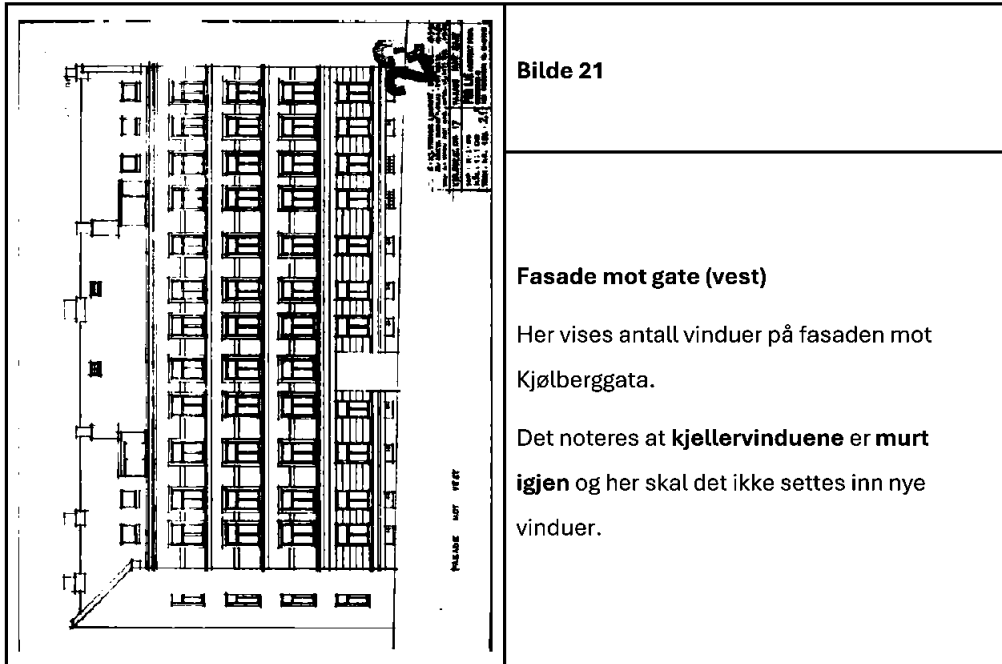 Bilde 21
Fasade mot gate (vest)
Her vises antall vinduer på fasaden mot
Kjølberggata.
Det noteres at kjellervinduene er murt
igjen og her skal det ikke settes inn nye
vinduer.
FASADE MOT VEST